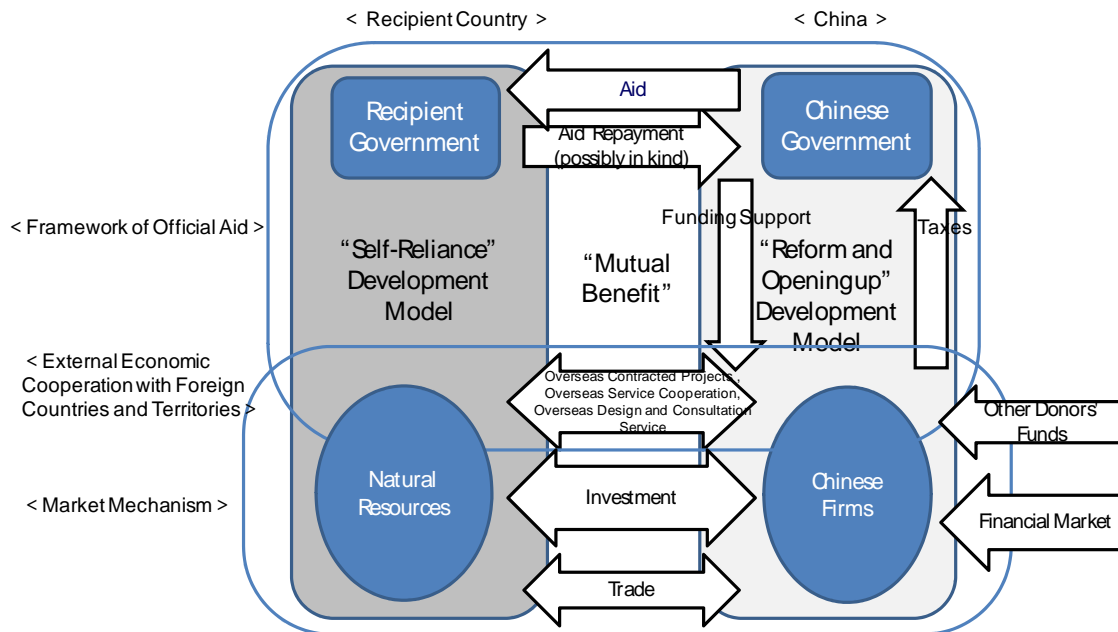 < Recipient Country >
< China >
Aid
Recipient
Government
Chinese
Government
Aid Repayment
(possibly in kind)
Funding Support
Taxes
< Framework of Official Aid >
“Self-Reliance”
Development
Model
“Mutual
Benefit”
“Reform and
Openingup”
Development
Model
< External Economic
Cooperation with Foreign
Countries and Territories >
Overseas Contracted Projects ,
Overseas Service Cooperation,
Overseas Design and Consultation
Service
Other Donors’
Funds
Natural
Resources
Investment
Chinese
Firms
< Market Mechanism >
Financial Market
Trade